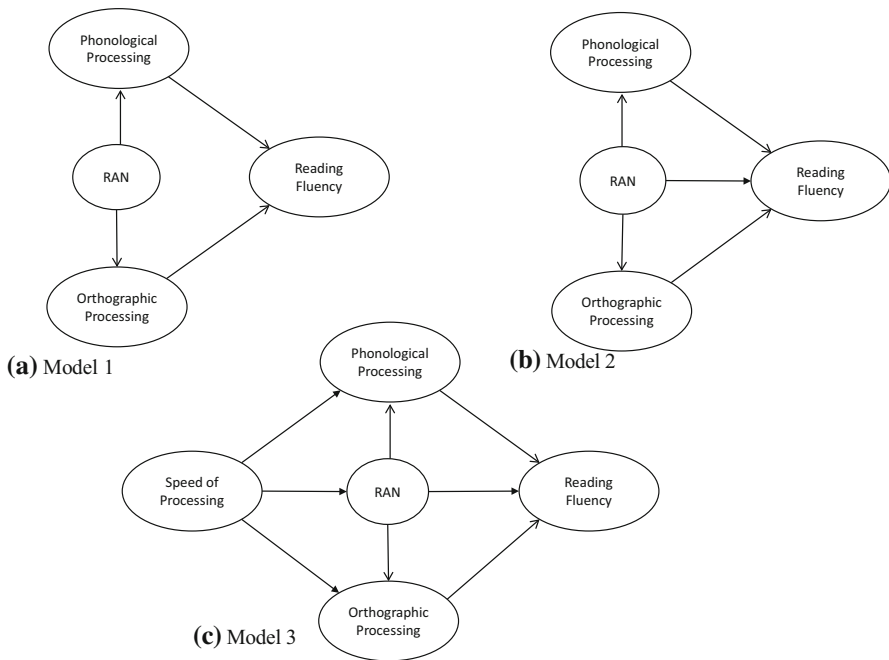 Phonological
Processing
RAN
Reading
Fluency
Orthographic
Processing
(a) Model 1
Phonological
Processing
RAN
Reading
Fluency
Orthographic
Processing
(b) Model 2
Phonological
Processing
Speed of
Processing
RAN
Reading
Fluency
Orthographic
Processing
(c) Model 3